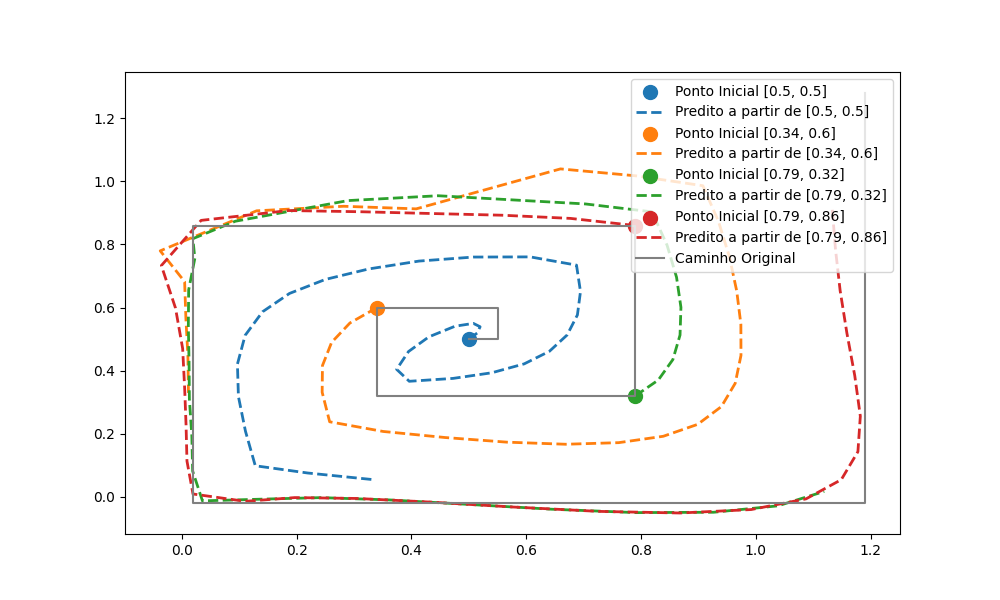 Ponto Inicial [0.5, 0.5]
Predito a partir de [0.5, 0.5]
Ponto Inicial [0.34, 0.6]
Predito a partir de [0.34, 0.6]
Ponto Inicial [0.79, 0.32]
Predito a partir de [0.79, 0.32]
Ponto Inicial [0.79, 0.86]
Predito a partir de [0.79, 0.86]
Caminho Original
1.2
1.0
0.8
0.6
0.4
0.2
0.0
0.0 0.2 0.4 0.6 0.8 1.0 1.2